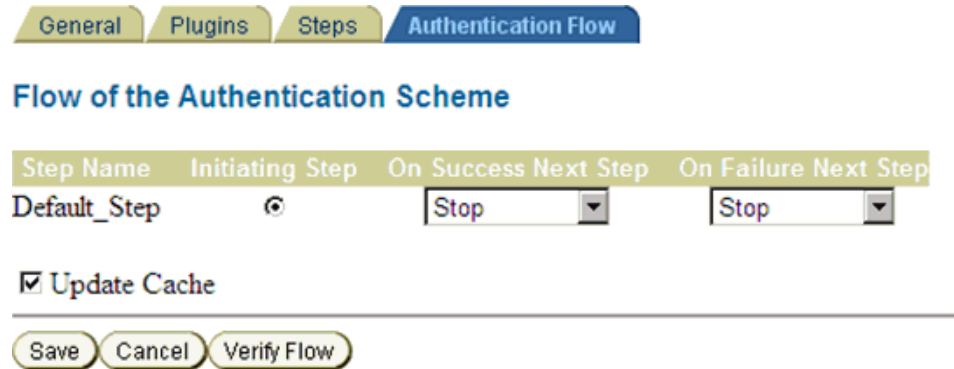 General Plugins Steps Authentication Flow
Flow of the Authentication Scheme
Step Name Initiating Step On Success Next Step On Failure Next Step
Default_Step Stop Stop
Update Cache
Save Cancel Verify Flow